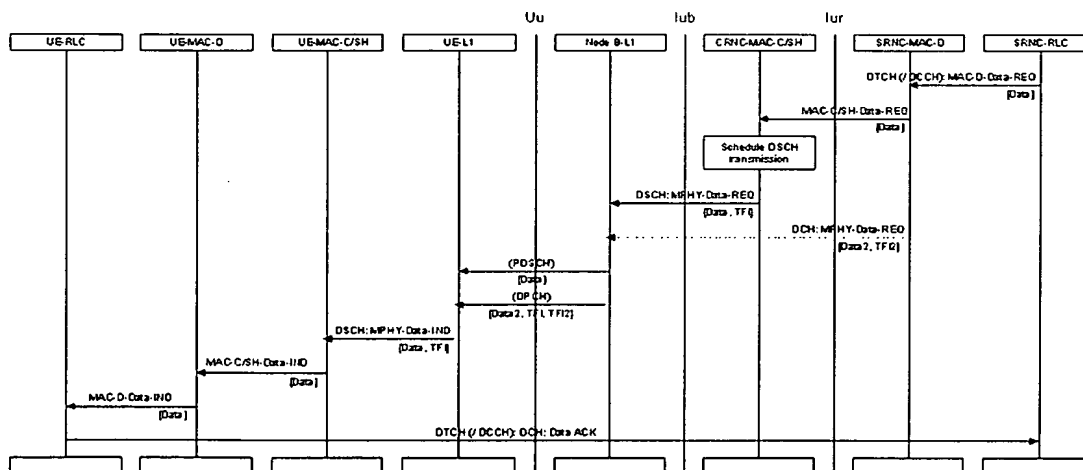 Uu Iub Iur
UE-RLC UE-MAC-D UE-MAC-C/SH UE-L1 Node B-L1 CRNC-MAC-C/SH SRNC-MAC-D SRNC-RLC
DTCH (/ DCCH): MAC-D-Data-REQ
[Data]
MAC-C/SH-Data-REQ
[Data]
Schedule DSCH
transmission
DSCH: MPHY-Data-REQ
[Data , TFI]
DCH: MPHY-Data-REQ
[Data2, TFI2]
(PDSCH)
[Data]
(DPCH)
[Data2, TFI, TFI2]
DSCH: MPHY-Data-IND
[Data , TFI]
MAC-C/SH-Data-IND
[Data]
MAC-D-Data-IND
[Data]
DTCH (/ DCCH): DCH: Data ACK